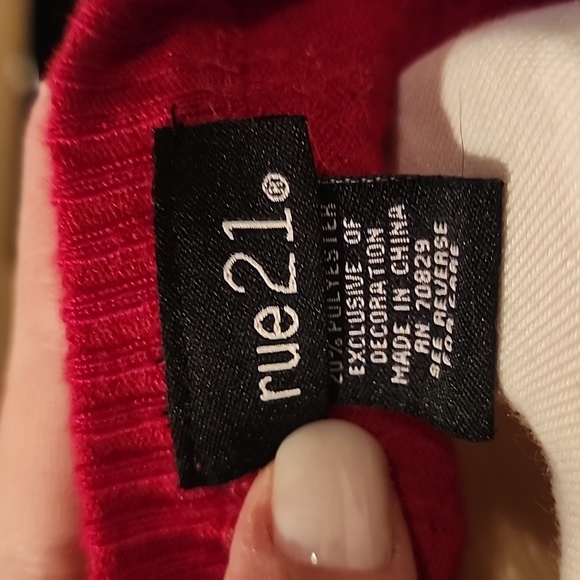 rue21®
20% POLYESTER
EXCLUSIVE OF
DECORATION
MADE IN CHINA
RN 70829
SEE REVERSE
FOR CARE